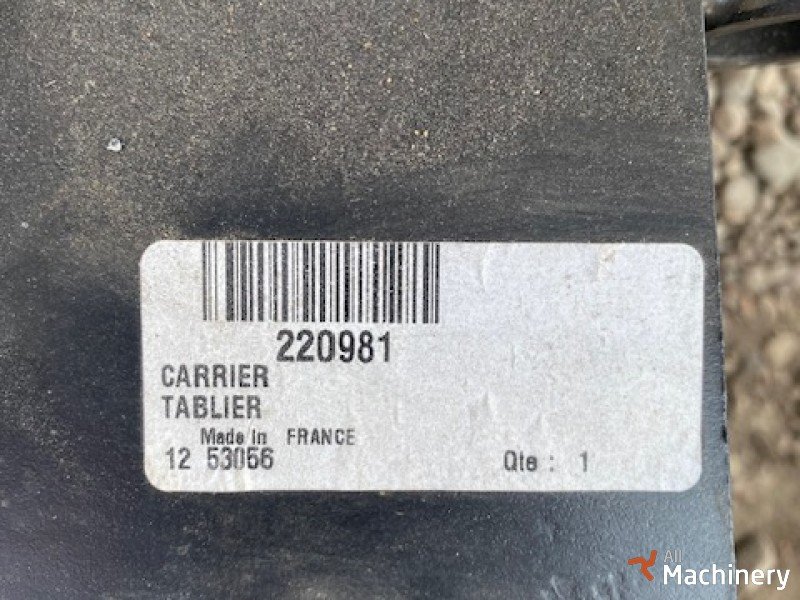 220981
CARRIER
TABLIER
Made In FRANCE
12 53056 Qte : 1
All
Machinery